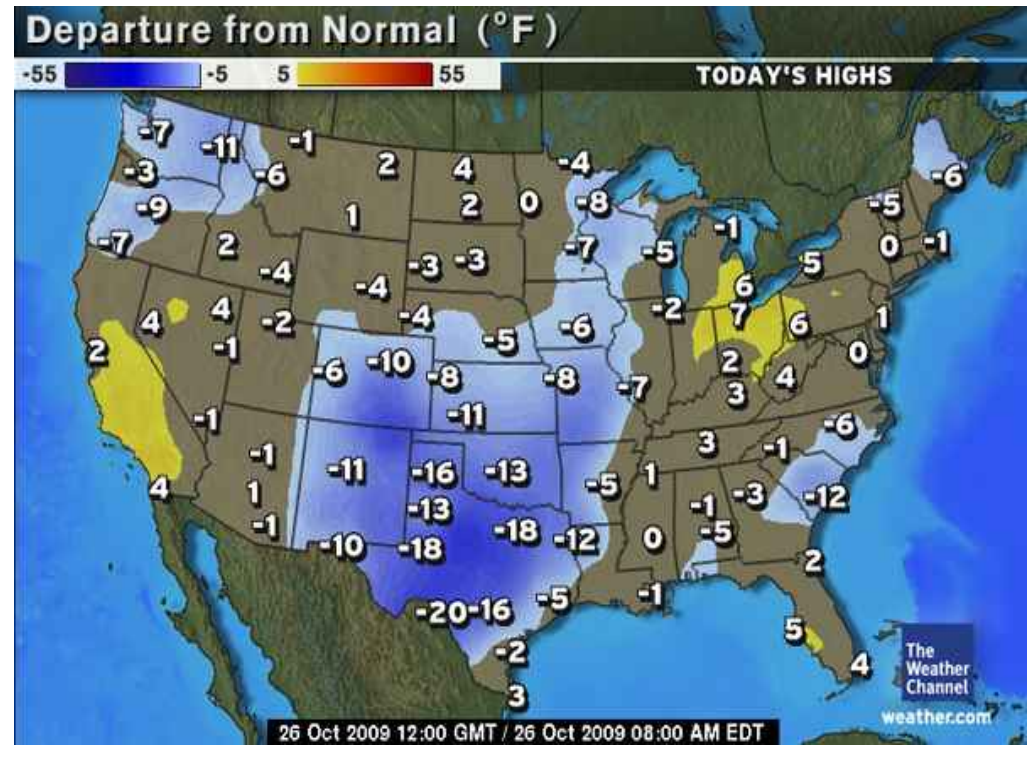 Departure from Normal (°F)
-55 -5 5 55 TODAY'S HIGHS
-7 -11 -1 2 4 -4
-3 -6 -6
-9 1 2 0 -8 -5
-7 2 -3 -3 -7 -5 -1 0 -1
-4 -4 5
4 4 -2 -4 -2 6
2 -1 -5 -6 7 6 1
-6 -10 -8 -8 -7 2 0
-1 -11 3 4
-1 3 -1 -6
4 1 -11 -16 -13 -5 1 -1 -3 -12
-1 -13
-10 -18 -18 -12 0 -5 2
-20 -16 -5 -1
-2 5 4
3
The
Weather
Channel
weather.com
26 Oct 2009 12:00 GMT / 26 Oct 2009 08:00 AM EDT